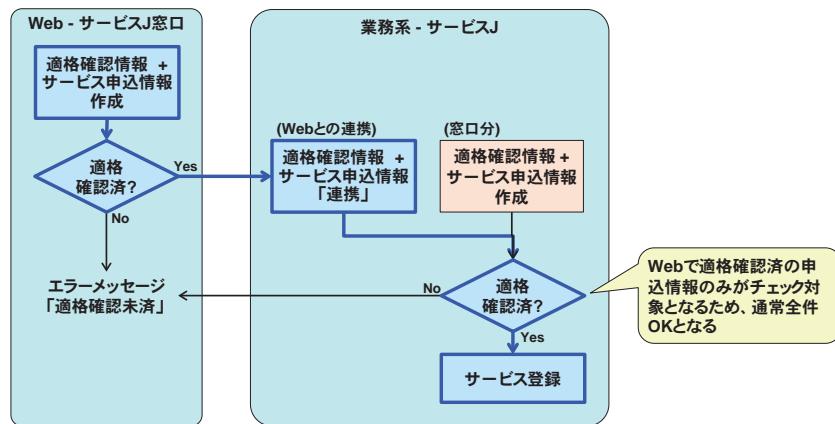 Web - サービスJ窓口
適格確認情報 +
サービス申込情報
作成
適格
確認済?
Yes
No
エラーメッセージ
「適格確認未済」
業務系 - サービスJ
(Webとの連携)
適格確認情報 +
サービス申込情報
「連携」
(窓口分)
適格確認情報 +
サービス申込情報
作成
適格
確認済?
No
Yes
サービス登録
Webで適格確認済の申
込情報のみがチェック対
象となるため、通常全件
OKとなる